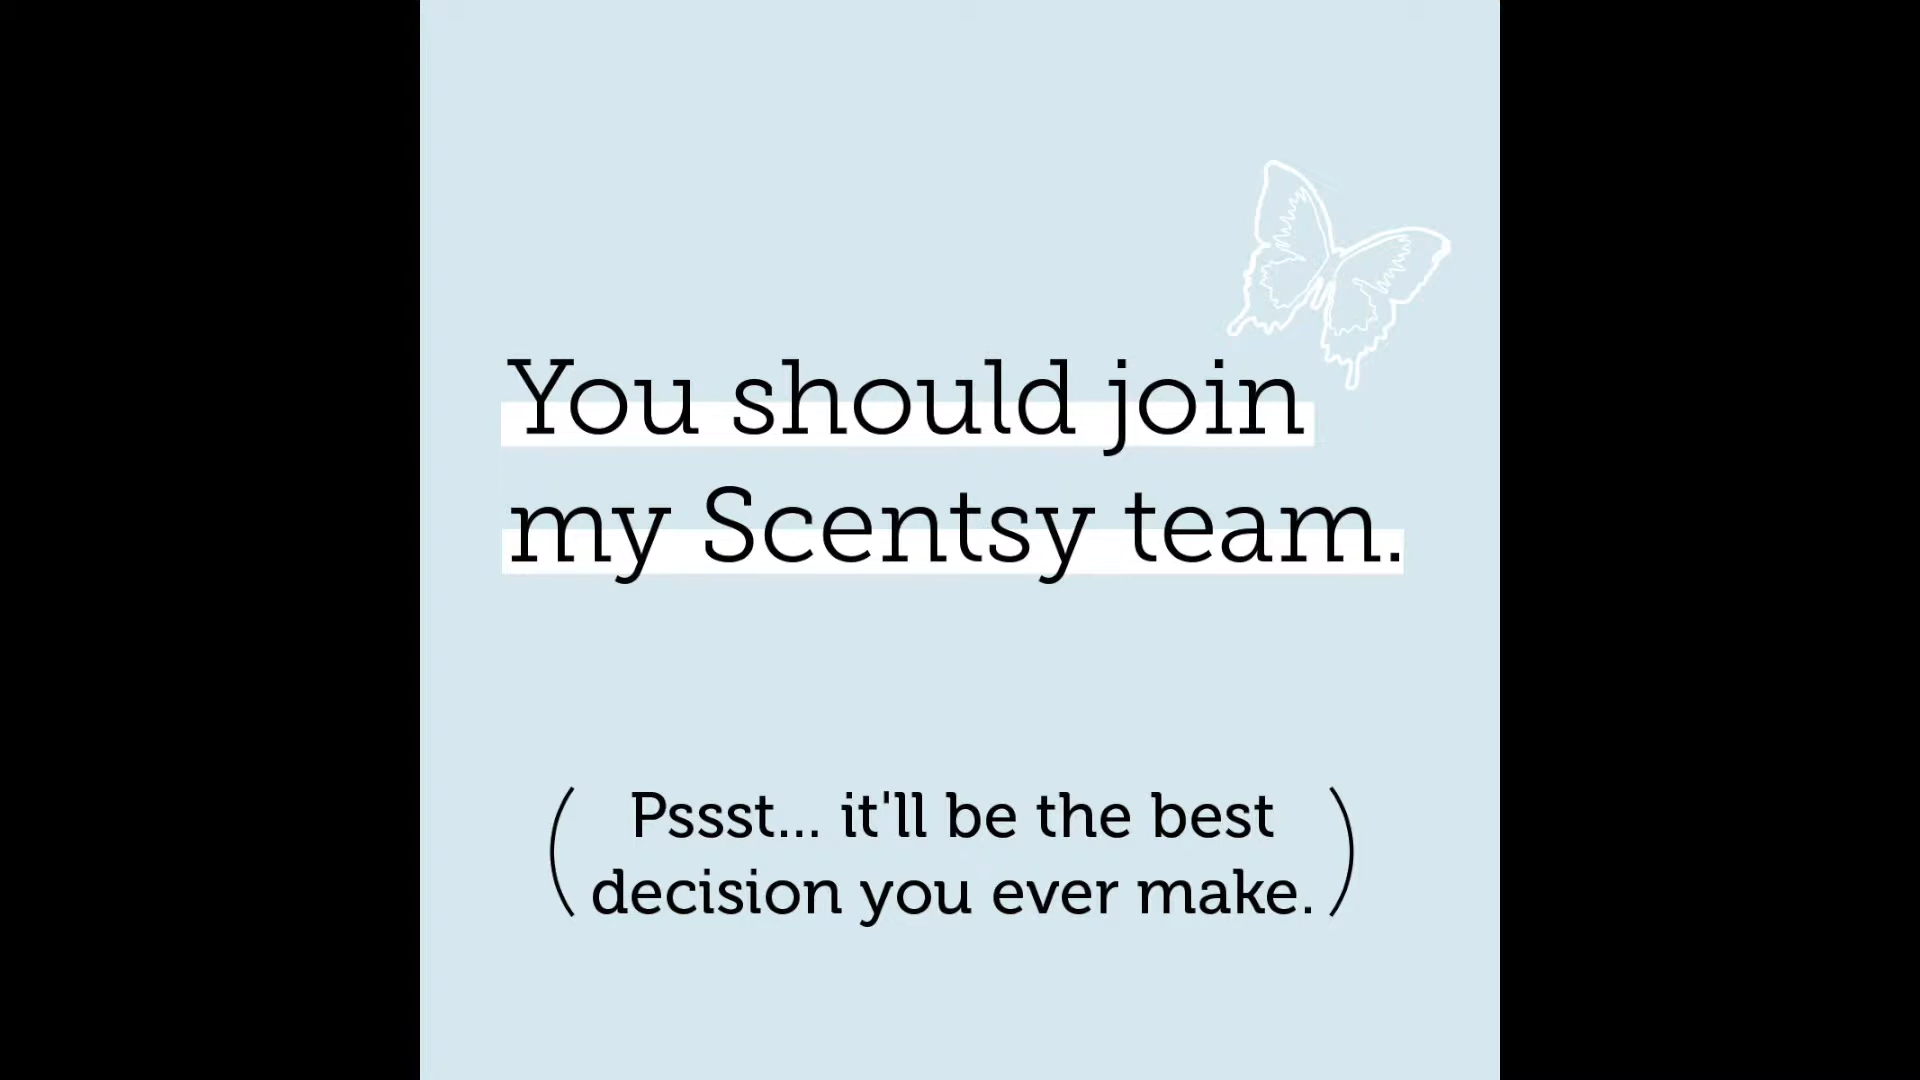 You should join
my Scentsy team.
(Pssst... it'll be the best
decision you ever make.)